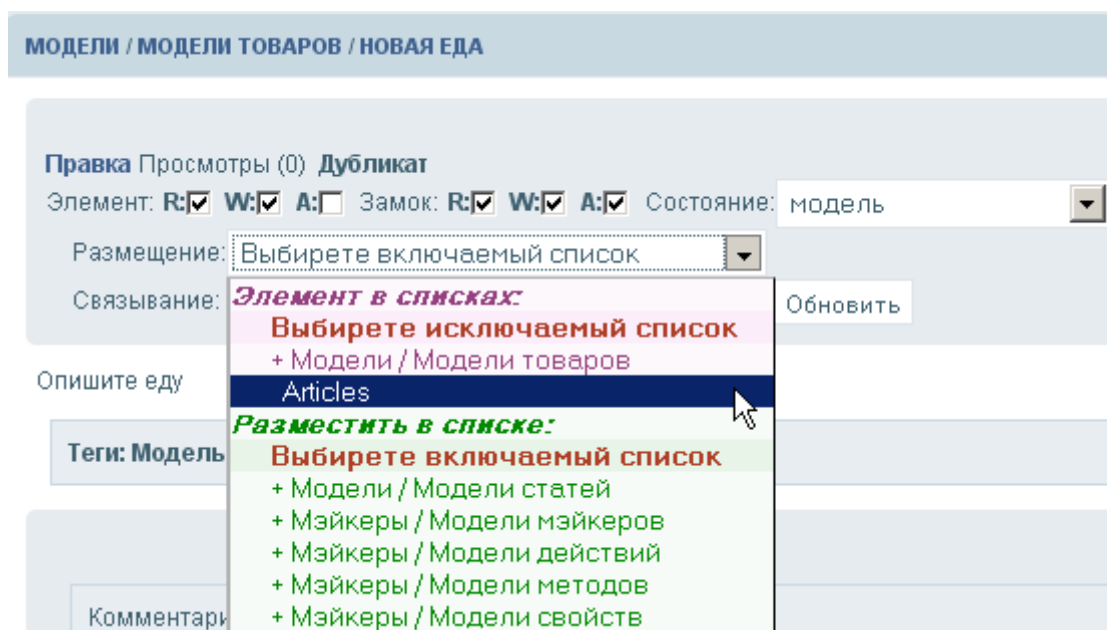 МОДЕЛИ / МОДЕЛИ ТОВАРОВ / НОВАЯ ЕДА
Правка Просмотры (0) Дубликат
Элемент: R: W: A: Замок: R: W: A: Состояние: модель
Размещение: Выбирете включаемый список
Связывание:
Обновить
Элемент в списках:
Выбирете исключаемый список
+ Модели / Модели товаров
Articles
Разместить в списке:
Выбирете включаемый список
+ Модели / Модели статей
+ Мэйкеры / Модели мэйкеров
+ Мэйкеры / Модели действий
+ Мэйкеры / Модели методов
+ Мэйкеры / Модели свойств
Опишите еду
Теги: Модель
Комментари